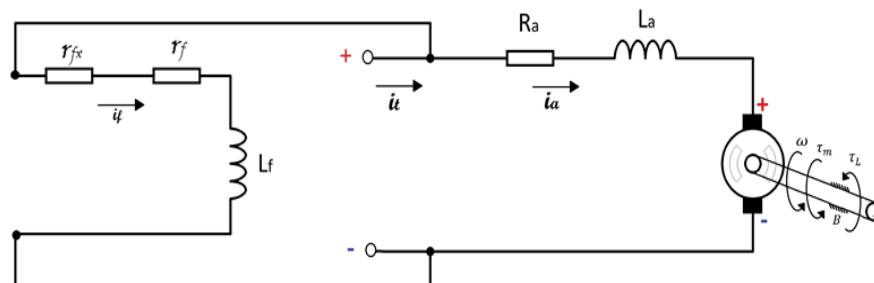 Ra
La
rfx
rf
+
if
it
ia
+
Lf
ω
τm
τL
B
-
-